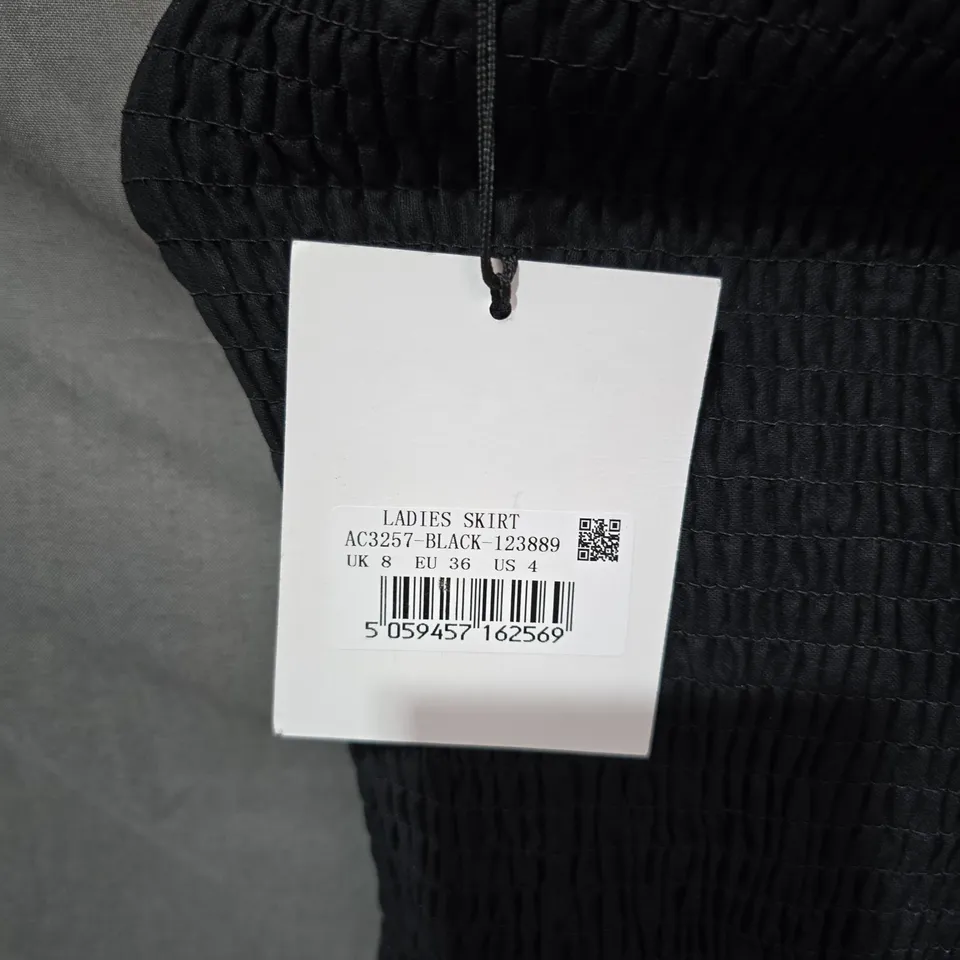 LADIES SKIRT
AC3257-BLACK-123889
UK 8 EU 36 US 4
5 059457 162569